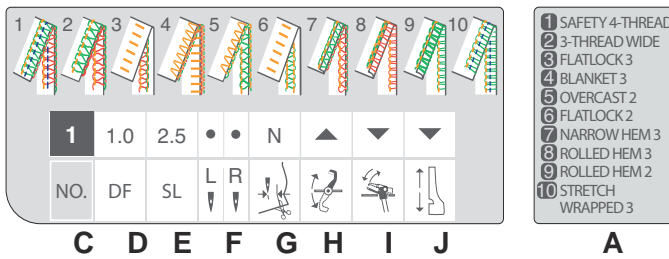 1 2 3 4 5 6 7 8 9 10
1 1.0 2.5 N
NO. DF SL L R
C D E F G H I J
1 SAFETY 4-THREAD
2 3-THREAD WIDE
3 FLATLOCK 3
4 BLANKET 3
5 OVERCAST 2
6 FLATLOCK 2
7 NARROW HEM 3
8 ROLLED HEM 3
9 ROLLED HEM 2
10 STRETCH
WRAPPED 3
A